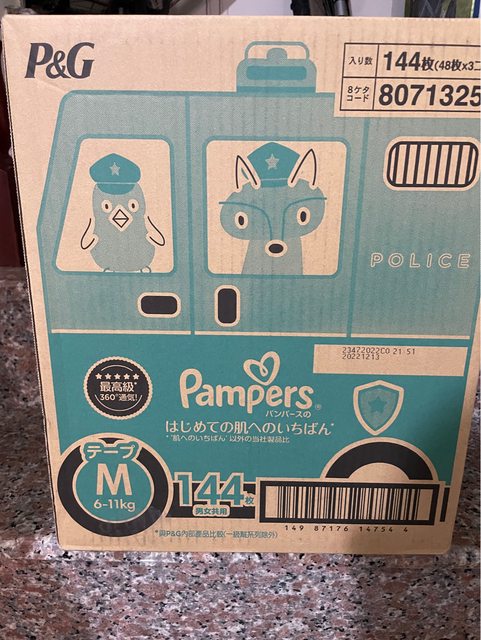 P&G
入り数
144枚(48枚x3
8ケタ
コード
8071325
POLICE
23472022C0 21 51
20221213
★★★★★
最高級*
360°通気!
Pampers®
パンパースの
はじめての肌へのいちばん*
*"肌へのいちばん"以外の当社製品比
テープ
M
6-11kg
144枚
男女共用
1 49 87176 14754 4
*與P&G內部產品比較(一級幫系列除外)